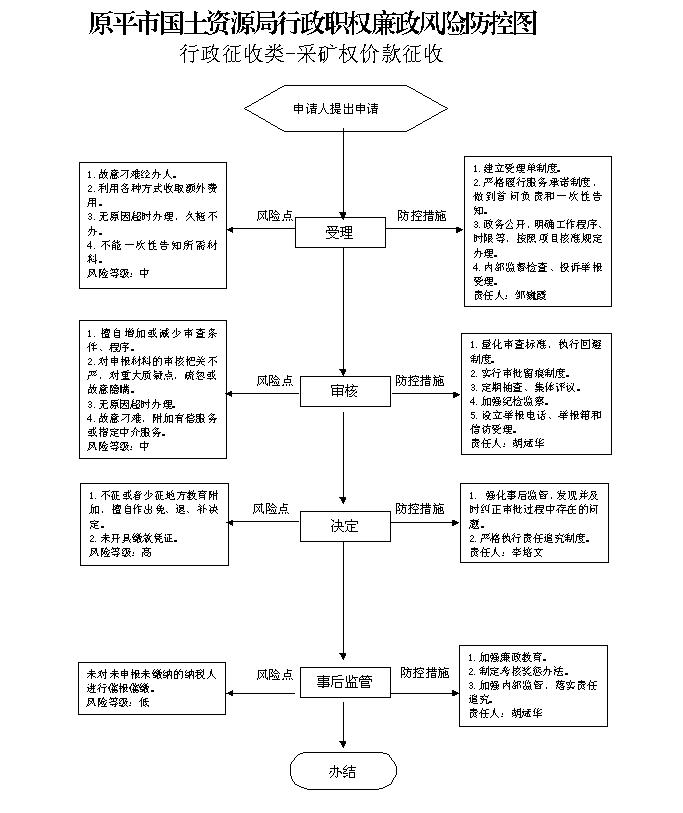 原平市国土资源局行政职权廉政风险防控图
行政征收类-采矿权价款征收
申请人提出申请
1. 故意刁难经办人。
2. 利用各种方式收取额外费
用。
3. 无原因超时办理，久拖不
办。
4. 不能一次性告知所需材
料。
风险等级：中
风险点
受理
防控措施
1. 建立受理单制度。
2. 严格履行服务承诺制度，
做到首问负责和一次性告
知。
3. 政务公开，明确工作程序、
时限等，按照项目核准规定
办理。
4. 内部监督检查、投诉举报
受理。
责任人：邹巍霞
1. 擅自增加或减少审查条
件、程序。
2. 对申报材料的审核把关不
严，对重大质疑点，疏忽或
故意隐瞒。
3. 无原因超时办理。
4. 故意刁难，附加有偿服务
或指定中介服务。
风险等级：中
风险点
审核
防控措施
1. 量化审查标准，执行回避
制度。
2. 实行审批留痕制度。
3. 定期抽查、集体评议。
4. 加强纪检监察。
5. 设立举报电话、举报箱和
信访受理。
责任人：胡斌华
1. 不征或者少征地方教育附
加，擅自作出免、退、补决
定。
2. 未开具缴款凭证。
风险等级：高
风险点
决定
防控措施
1. 强化事后监管，发现并及
时纠正审批过程中存在的问
题。
2. 严格执行责任追究制度。
责任人：李培文
未对未申报未缴纳的纳税人
进行催报催缴。
风险等级：低
风险点
事后监管
防控措施
1. 加强廉政教育。
2. 制定考核奖惩办法。
3. 加强内部监管，落实责任
追究。
责任人：胡斌华
办结